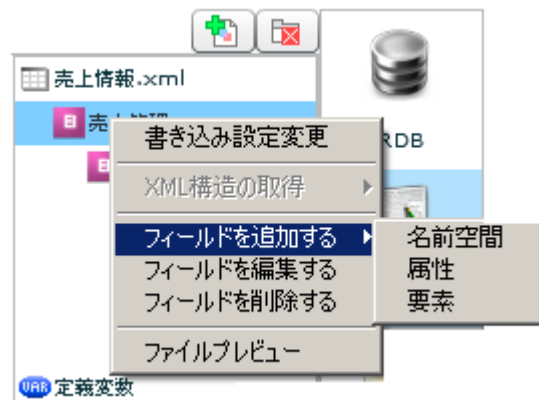 売上情報.xml
売
書き込み設定変更
RDB
XML構造の取得
フィールドを追加する
名前空間
フィールドを編集する
属性
フィールドを削除する
要素
ファイルプレビュー
VAR 定義変数